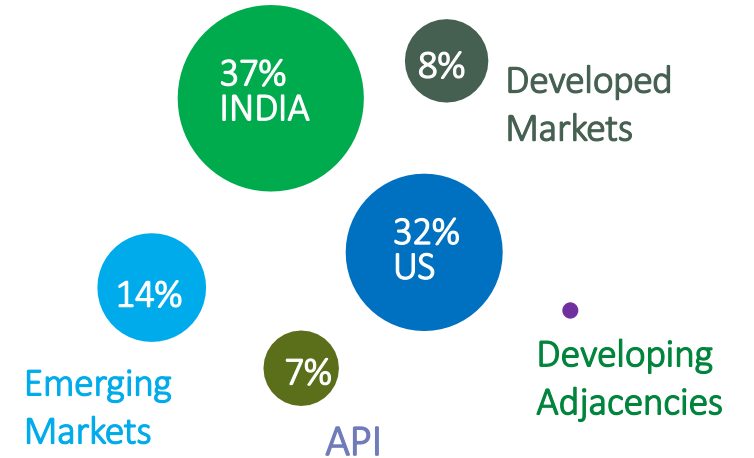 37%
INDIA
8%
Developed
Markets
32%
US
14%
Emerging
Markets
7%
API
Developing
Adjacencies